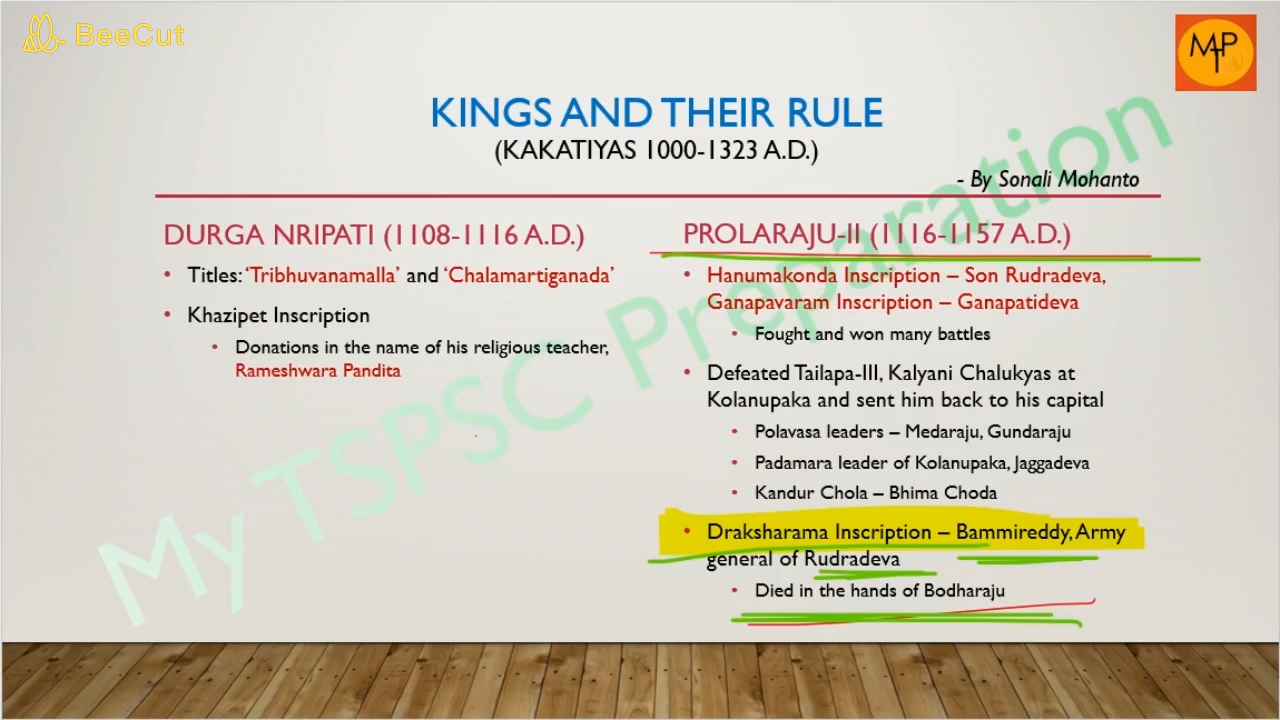 BeeCut
MTP
KINGS AND THEIR RULE
(KAKATIYAS 1000-1323 A.D.)
- By Sonali Mohanto
DURGA NRIPATI (1108-1116 A.D.)
• Titles: ‘Tribhuvanamalla’ and ‘Chalamartiganada’
• Khazipet Inscription
• Donations in the name of his religious teacher,
Rameshwara Pandita
PROLARAJU-II (1116-1157 A.D.)
• Hanumakonda Inscription – Son Rudradeva,
Ganapavaram Inscription – Ganapatideva
• Fought and won many battles
• Defeated Tailapa-III, Kalyani Chalukyas at
Kolanupaka and sent him back to his capital
• Polavasa leaders – Medaraju, Gundaraju
• Padamara leader of Kolanupaka, Jaggadeva
• Kandur Chola – Bhima Choda
• Draksharama Inscription – Bammireddy, Army
general of Rudradeva
• Died in the hands of Bodharaju
My TSPSC Preparation